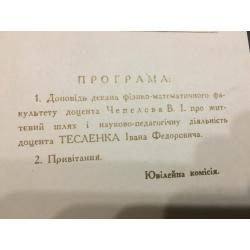 ПРОГРАМА:
1. Доповідь декана фізико-математичного фа-
культету доцента Чепелєва В. І. про жит-
тєвий шлях і науково-педагогічну діяльність
доцента ТЕСЛЕНКА Івана Федоровича.
2. Привітання.
Ювілейна комісія.